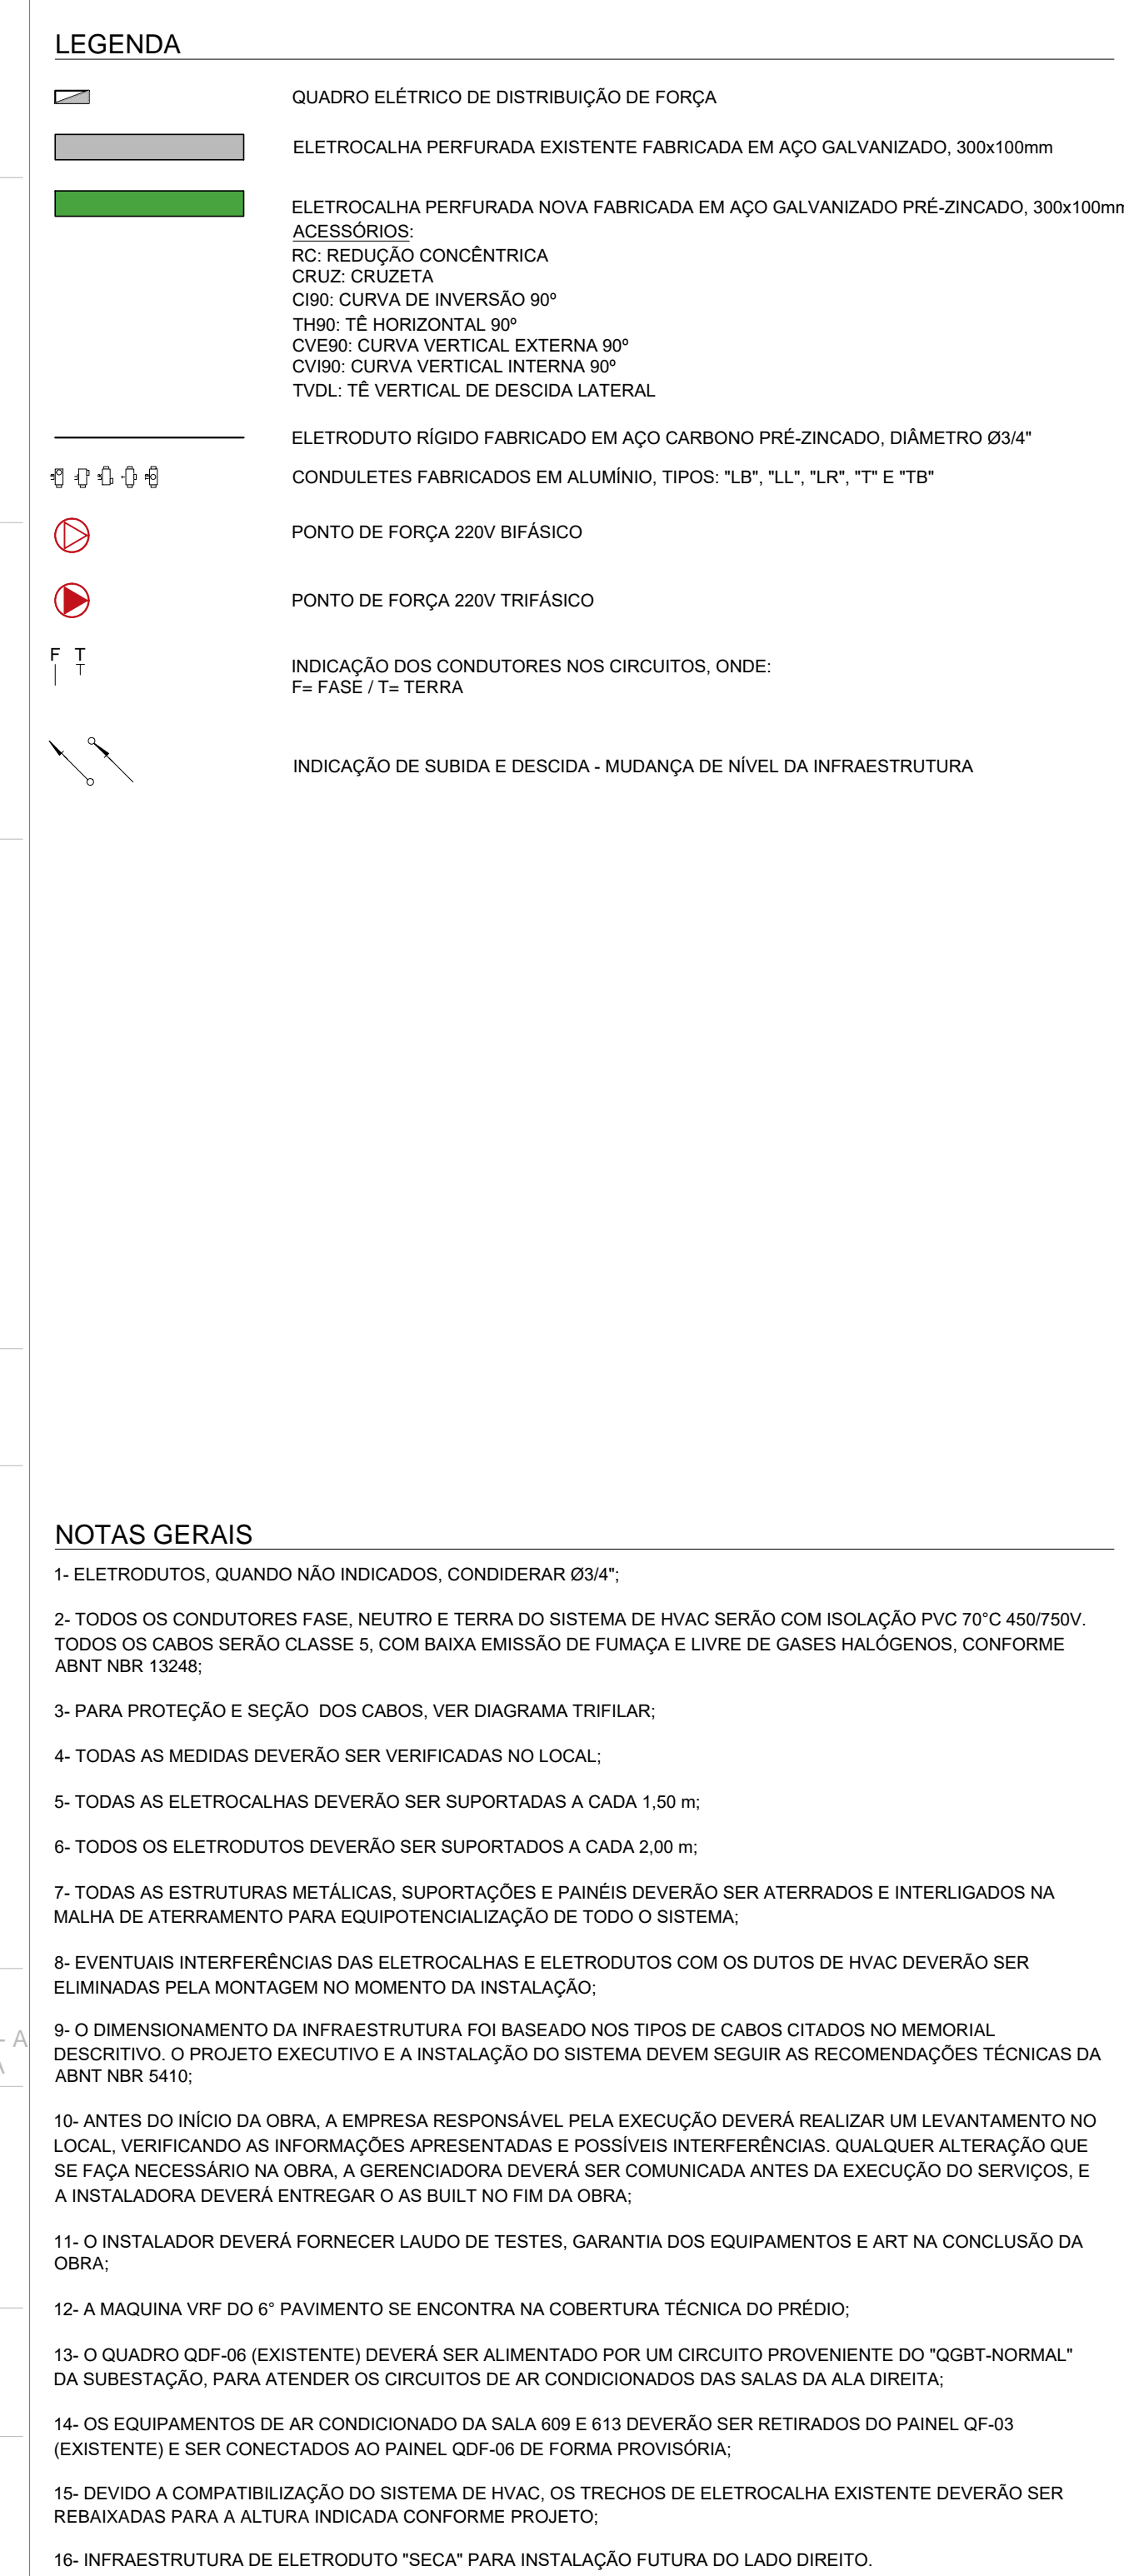 LEGENDA
QUADRO ELÉTRICO DE DISTRIBUIÇÃO DE FORÇA
ELETROCALHA PERFURADA EXISTENTE FABRICADA EM AÇO GALVANIZADO, 300x100mm
ELETROCALHA PERFURADA NOVA FABRICADA EM AÇO GALVANIZADO PRÉ-ZINCADO, 300x100mm
ACESSÓRIOS:
RC: REDUÇÃO CONCÊNTRICA
CRUZ: CRUZETA
CI90: CURVA DE INVERSÃO 90º
TH90: TÊ HORIZONTAL 90º
CVE90: CURVA VERTICAL EXTERNA 90º
CVI90: CURVA VERTICAL INTERNA 90º
TVDL: TÊ VERTICAL DE DESCIDA LATERAL
ELETRODUTO RÍGIDO FABRICADO EM AÇO CARBONO PRÉ-ZINCADO, DIÂMETRO Ø3/4"
CONDULETES FABRICADOS EM ALUMÍNIO, TIPOS: "LB", "LL", "LR", "T" E "TB"
PONTO DE FORÇA 220V BIFÁSICO
PONTO DE FORÇA 220V TRIFÁSICO
F T
INDICAÇÃO DOS CONDUTORES NOS CIRCUITOS, ONDE:
F= FASE / T= TERRA
INDICAÇÃO DE SUBIDA E DESCIDA - MUDANÇA DE NÍVEL DA INFRAESTRUTURA
NOTAS GERAIS
1- ELETRODUTOS, QUANDO NÃO INDICADOS, CONDIDERAR Ø3/4";
2- TODOS OS CONDUTORES FASE, NEUTRO E TERRA DO SISTEMA DE HVAC SERÃO COM ISOLAÇÃO PVC 70°C 450/750V.
TODOS OS CABOS SERÃO CLASSE 5, COM BAIXA EMISSÃO DE FUMAÇA E LIVRE DE GASES HALÓGENOS, CONFORME
ABNT NBR 13248;
3- PARA PROTEÇÃO E SEÇÃO  DOS CABOS, VER DIAGRAMA TRIFILAR;
4- TODAS AS MEDIDAS DEVERÃO SER VERIFICADAS NO LOCAL;
5- TODAS AS ELETROCALHAS DEVERÃO SER SUPORTADAS A CADA 1,50 m;
6- TODOS OS ELETRODUTOS DEVERÃO SER SUPORTADOS A CADA 2,00 m;
7- TODAS AS ESTRUTURAS METÁLICAS, SUPORTAÇÕES E PAINÉIS DEVERÃO SER ATERRADOS E INTERLIGADOS NA
MALHA DE ATERRAMENTO PARA EQUIPOTENCIALIZAÇÃO DE TODO O SISTEMA;
8- EVENTUAIS INTERFERÊNCIAS DAS ELETROCALHAS E ELETRODUTOS COM OS DUTOS DE HVAC DEVERÃO SER
ELIMINADAS PELA MONTAGEM NO MOMENTO DA INSTALAÇÃO;
- A
9- O DIMENSIONAMENTO DA INFRAESTRUTURA FOI BASEADO NOS TIPOS DE CABOS CITADOS NO MEMORIAL
DESCRITIVO. O PROJETO EXECUTIVO E A INSTALAÇÃO DO SISTEMA DEVEM SEGUIR AS RECOMENDAÇÕES TÉCNICAS DA
ABNT NBR 5410;
10- ANTES DO INÍCIO DA OBRA, A EMPRESA RESPONSÁVEL PELA EXECUÇÃO DEVERÁ REALIZAR UM LEVANTAMENTO NO
LOCAL, VERIFICANDO AS INFORMAÇÕES APRESENTADAS E POSSÍVEIS INTERFERÊNCIAS. QUALQUER ALTERAÇÃO QUE
SE FAÇA NECESSÁRIO NA OBRA, A GERENCIADORA DEVERÁ SER COMUNICADA ANTES DA EXECUÇÃO DO SERVIÇOS, E
A INSTALADORA DEVERÁ ENTREGAR O AS BUILT NO FIM DA OBRA;
11- O INSTALADOR DEVERÁ FORNECER LAUDO DE TESTES, GARANTIA DOS EQUIPAMENTOS E ART NA CONCLUSÃO DA
OBRA;
12- A MAQUINA VRF DO 6° PAVIMENTO SE ENCONTRA NA COBERTURA TÉCNICA DO PRÉDIO;
13- O QUADRO QDF-06 (EXISTENTE) DEVERÁ SER ALIMENTADO POR UM CIRCUITO PROVENIENTE DO "QGBT-NORMAL"
DA SUBESTAÇÃO, PARA ATENDER OS CIRCUITOS DE AR CONDICIONADOS DAS SALAS DA ALA DIREITA;
14- OS EQUIPAMENTOS DE AR CONDICIONADO DA SALA 609 E 613 DEVERÃO SER RETIRADOS DO PAINEL QF-03
(EXISTENTE) E SER CONECTADOS AO PAINEL QDF-06 DE FORMA PROVISÓRIA;
15- DEVIDO A COMPATIBILIZAÇÃO DO SISTEMA DE HVAC, OS TRECHOS DE ELETROCALHA EXISTENTE DEVERÃO SER
REBAIXADAS PARA A ALTURA INDICADA CONFORME PROJETO;
16- INFRAESTRUTURA DE ELETRODUTO "SECA" PARA INSTALAÇÃO FUTURA DO LADO DIREITO.